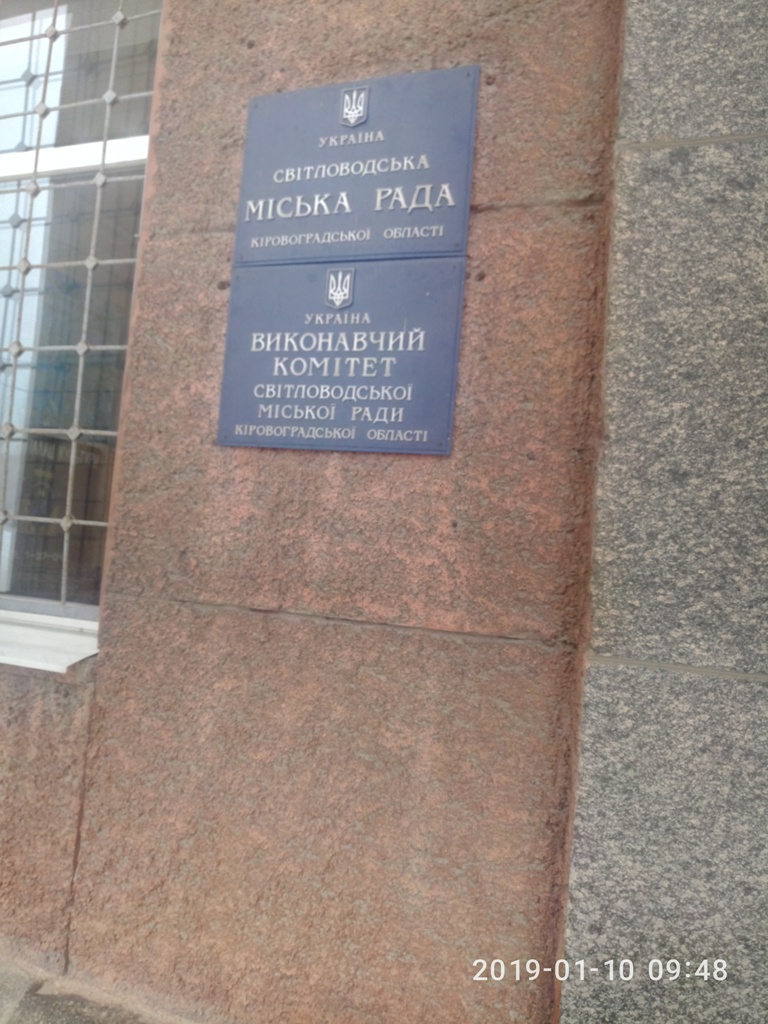 УКРАЇНА
СВІТЛОВОДСЬКА
МІСЬКА РАДА
КІРОВОГРАДСЬКОЇ ОБЛАСТІ
УКРАЇНА
ВИКОНАВЧИЙ
КОМІТЕТ
СВІТЛОВОДСЬКОЇ
МІСЬКОЇ РАДИ
КІРОВОГРАДСЬКОЇ ОБЛАСТІ
2019-01-10 09:48